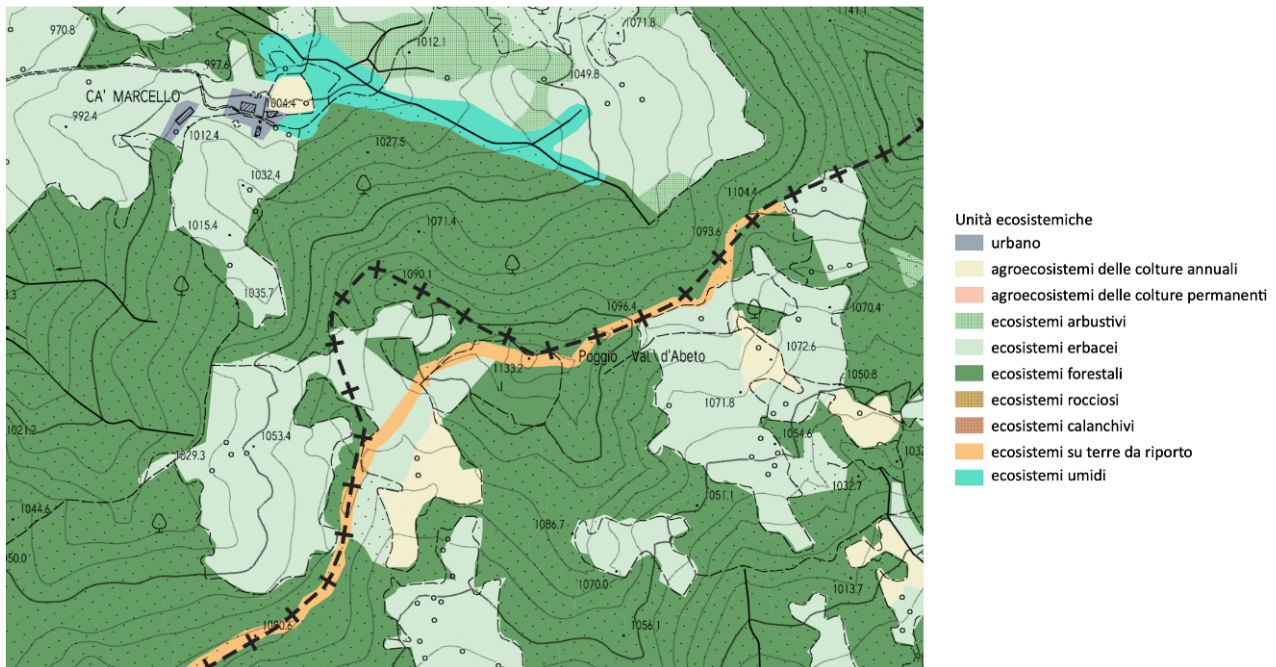 970.8
997.6
1012.1
1071.8
1141.1
1049.8
CA' MARCELLO
1004.4
992.4
1012.4
1027.5
1032.4
1104.4
1015.4
1071.4
1093.6
1035.7
1090.1
1096.4
1070.4
Poggio Val d'Abeto
1133.2
1072.6
1050.8
1071.8
1053.4
1021.2
1054.6
1029.3
1032.7
1051.1
1044.6
1086.7
1070.0
1013.7
1056.1
Unità ecosistemiche
urbano
agroecosistemi delle colture annuali
agroecosistemi delle colture permanenti
ecosistemi arbustivi
ecosistemi erbacei
ecosistemi forestali
ecosistemi rocciosi
ecosistemi calanchivi
ecosistemi su terre da riporto
ecosistemi umidi